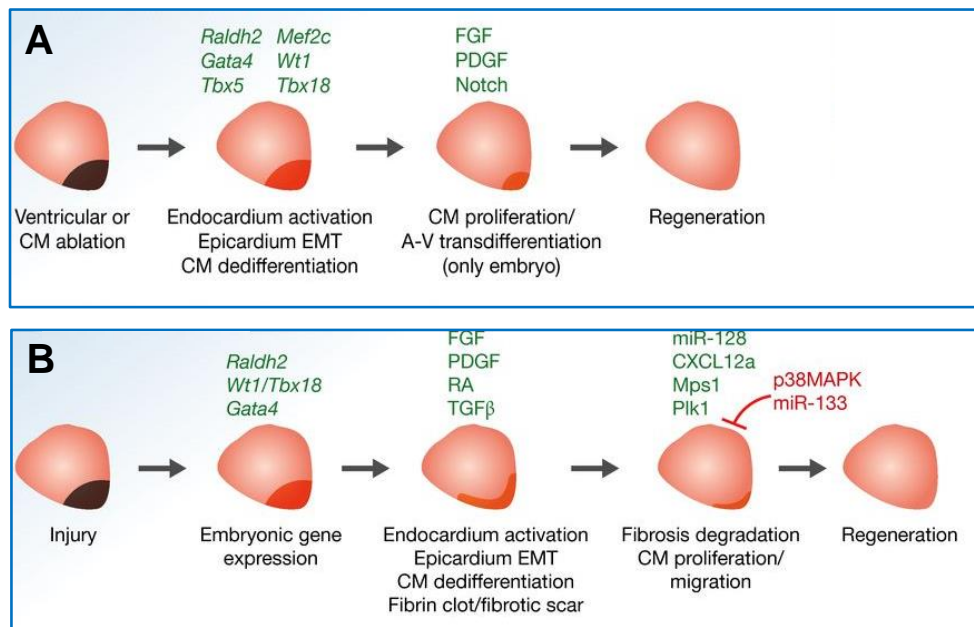 A
Raldh2 Mef2c
Gata4 Wt1
Tbx5 Tbx18
FGF
PDGF
Notch
Ventricular or
CM ablation
Endocardium activation
Epicardium EMT
CM dedifferentiation
CM proliferation/
A-V transdifferentiation
(only embryo)
Regeneration
B
Raldh2
Wt1/Tbx18
Gata4
FGF
PDGF
RA
TGFβ
miR-128
CXCL12a
Mps1
Plk1
p38MAPK
miR-133
Injury
Embryonic gene
expression
Endocardium activation
Epicardium EMT
CM dedifferentiation
Fibrin clot/fibrotic scar
Fibrosis degradation
CM proliferation/
migration
Regeneration